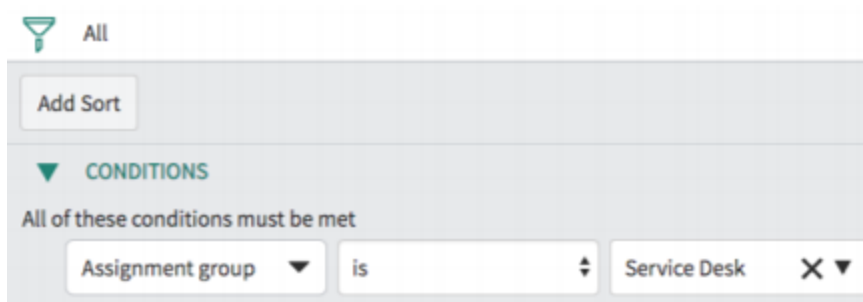 All
Add Sort
CONDITIONS
All of these conditions must be met
Assignment group is Service Desk